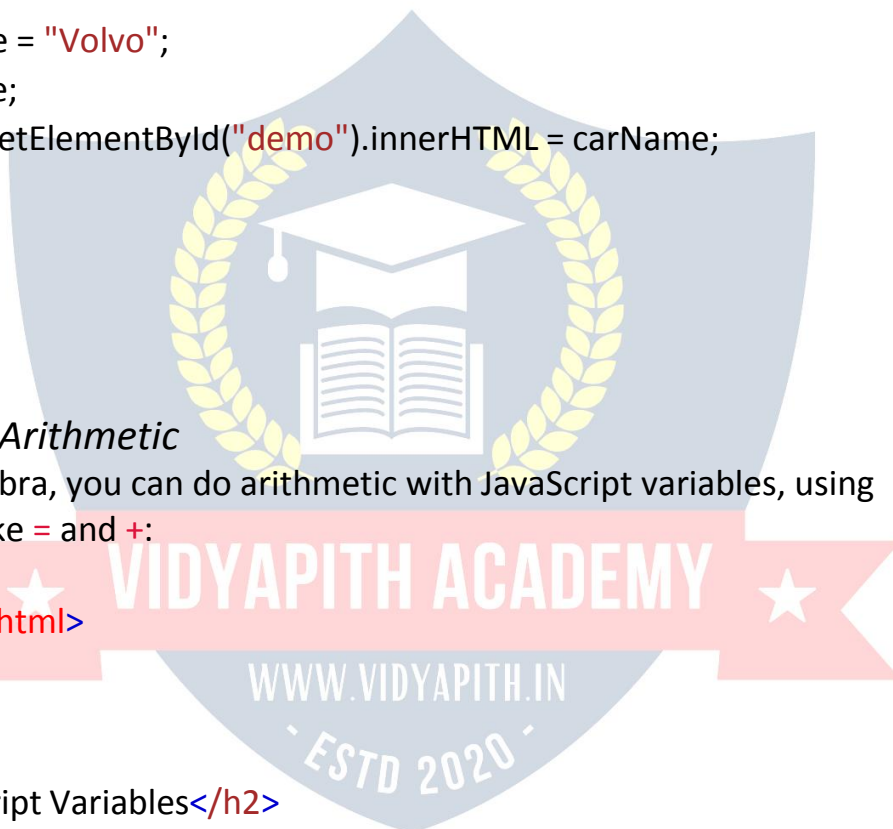 e = "Volvo";
e;
etElementById("demo").innerHTML = carName;
Arithmetic
bra, you can do arithmetic with JavaScript variables, using
ke = and +:
VIDYAPITH ACADEMY
html>
WWW.VIDYAPITH.IN
- ESTD 2020 -
ript Variables</h2>